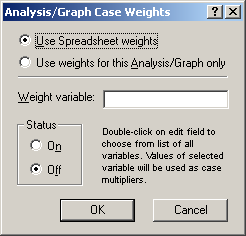 Analysis/Graph Case Weights
Use Spreadsheet weights
Use weights for this Analysis/Graph only
Weight variable:
Status
On
Off
Double-click on edit field to
choose from list of all
variables. Values of selected
variable will be used as case
multipliers.
OK
Cancel